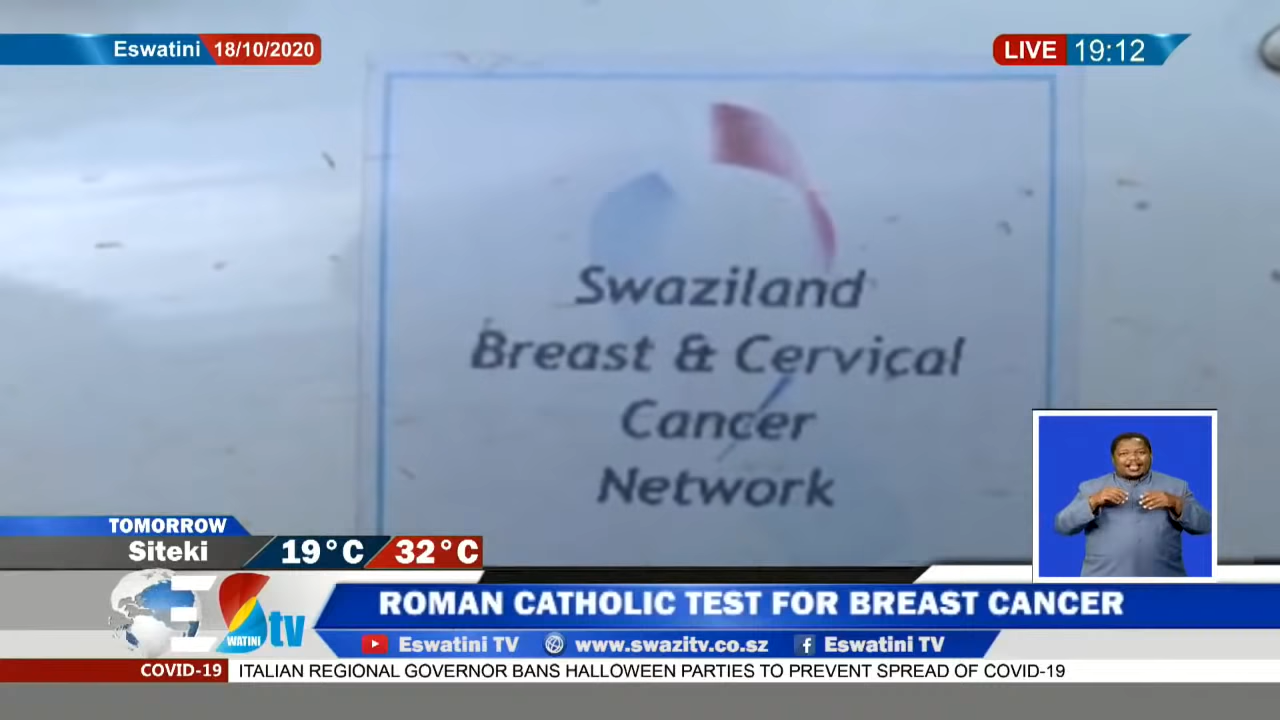 Eswatini 18/10/2020
LIVE 19:12
Swaziland
Breast & Cervical
Cancer
Network
TOMORROW
Siteki 19°C 32°C
E WATINI tv
ROMAN CATHOLIC TEST FOR BREAST CANCER
Eswatini TV www.swazitv.co.sz Eswatini TV
COVID-19 ITALIAN REGIONAL GOVERNOR BANS HALLOWEEN PARTIES TO PREVENT SPREAD OF COVID-19